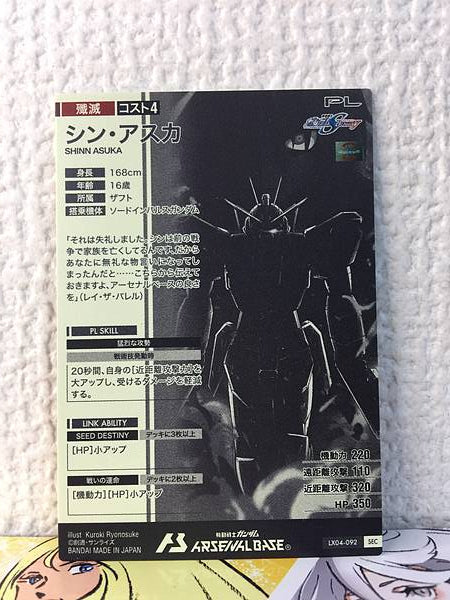 殲滅 コスト4
PL
シン・アスカ
SHINN ASUKA
身長 168cm
年齢 16歳
所属 ザフト
搭乗機体 ソードインパルスガンダム
「それは失礼しました。シンは前の戦
争で家族を亡くしてるんです。だから
あなたに無礼な物言いになってし
まったんだと……こちらから伝えて
おきますよ、アーセナルベースの良さ
を」(レイ・ザ・バレル)
PL SKILL
猛烈な攻勢
戦術技発動時
20秒間、自身の[近距離攻撃力]を
大アップし、受けるダメージを軽減
する。
LINK ABILITY
SEED DESTINY デッキに3枚以上
[HP]小アップ
戦いの運命 デッキに2枚以上
[機動力][HP]小アップ
機動力 220
遠距離攻撃 110
近距離攻撃 320
HP 350
illust Kuroki Ryonosuke
©創通・サンライズ
BANDAI MADE IN JAPAN
機動戦士ガンダム
ARSENAL BASE®
LX04-092 SEC